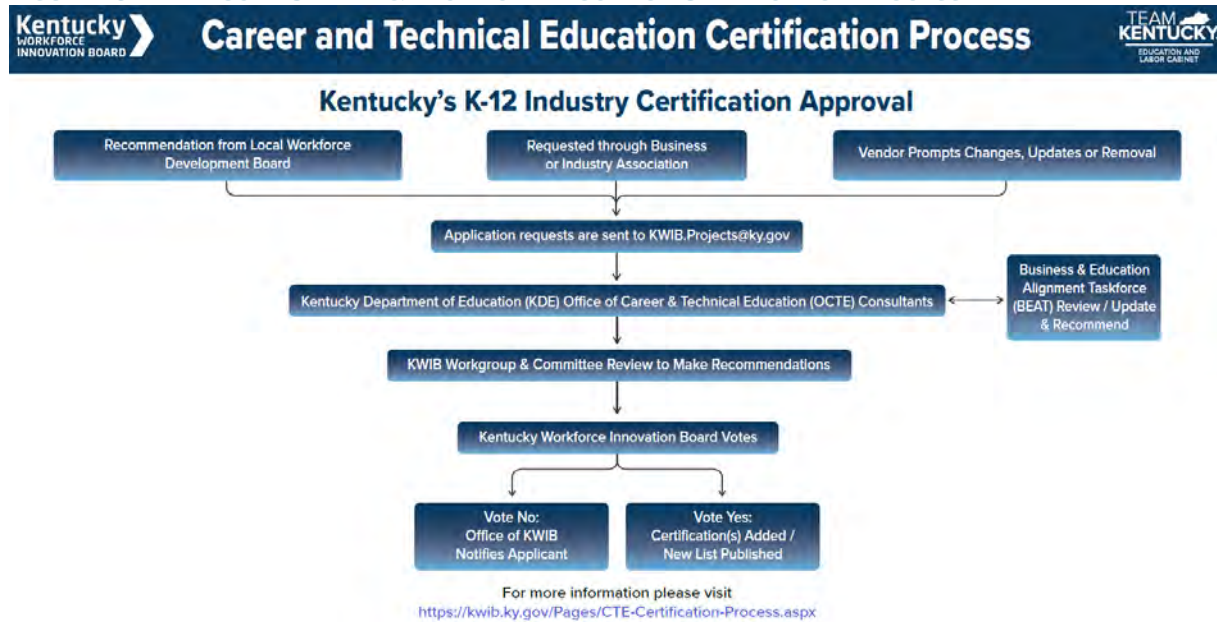 Kentucky
WORKFORCE
INNOVATION BOARD
Career and Technical Education Certification Process
TEAM
KENTUCKY
EDUCATION AND
LABOR CABINET
Kentucky's K-12 Industry Certification Approval
Recommendation from Local Workforce
Development Board
Requested through Business
or Industry Association
Vendor Prompts Changes, Updates or Removal
Application requests are sent to KWIB.Projects@ky.gov
Kentucky Department of Education (KDE) Office of Career & Technical Education (OCTE) Consultants
Business & Education
Alignment Taskforce
(BEAT) Review / Update
& Recommend
KWIB Workgroup & Committee Review to Make Recommendations
Kentucky Workforce Innovation Board Votes
Vote No:
Office of KWIB
Notifies Applicant
Vote Yes:
Certification(s) Added /
New List Published
For more information please visit
https://kwib.ky.gov/Pages/CTE-Certification-Process.aspx